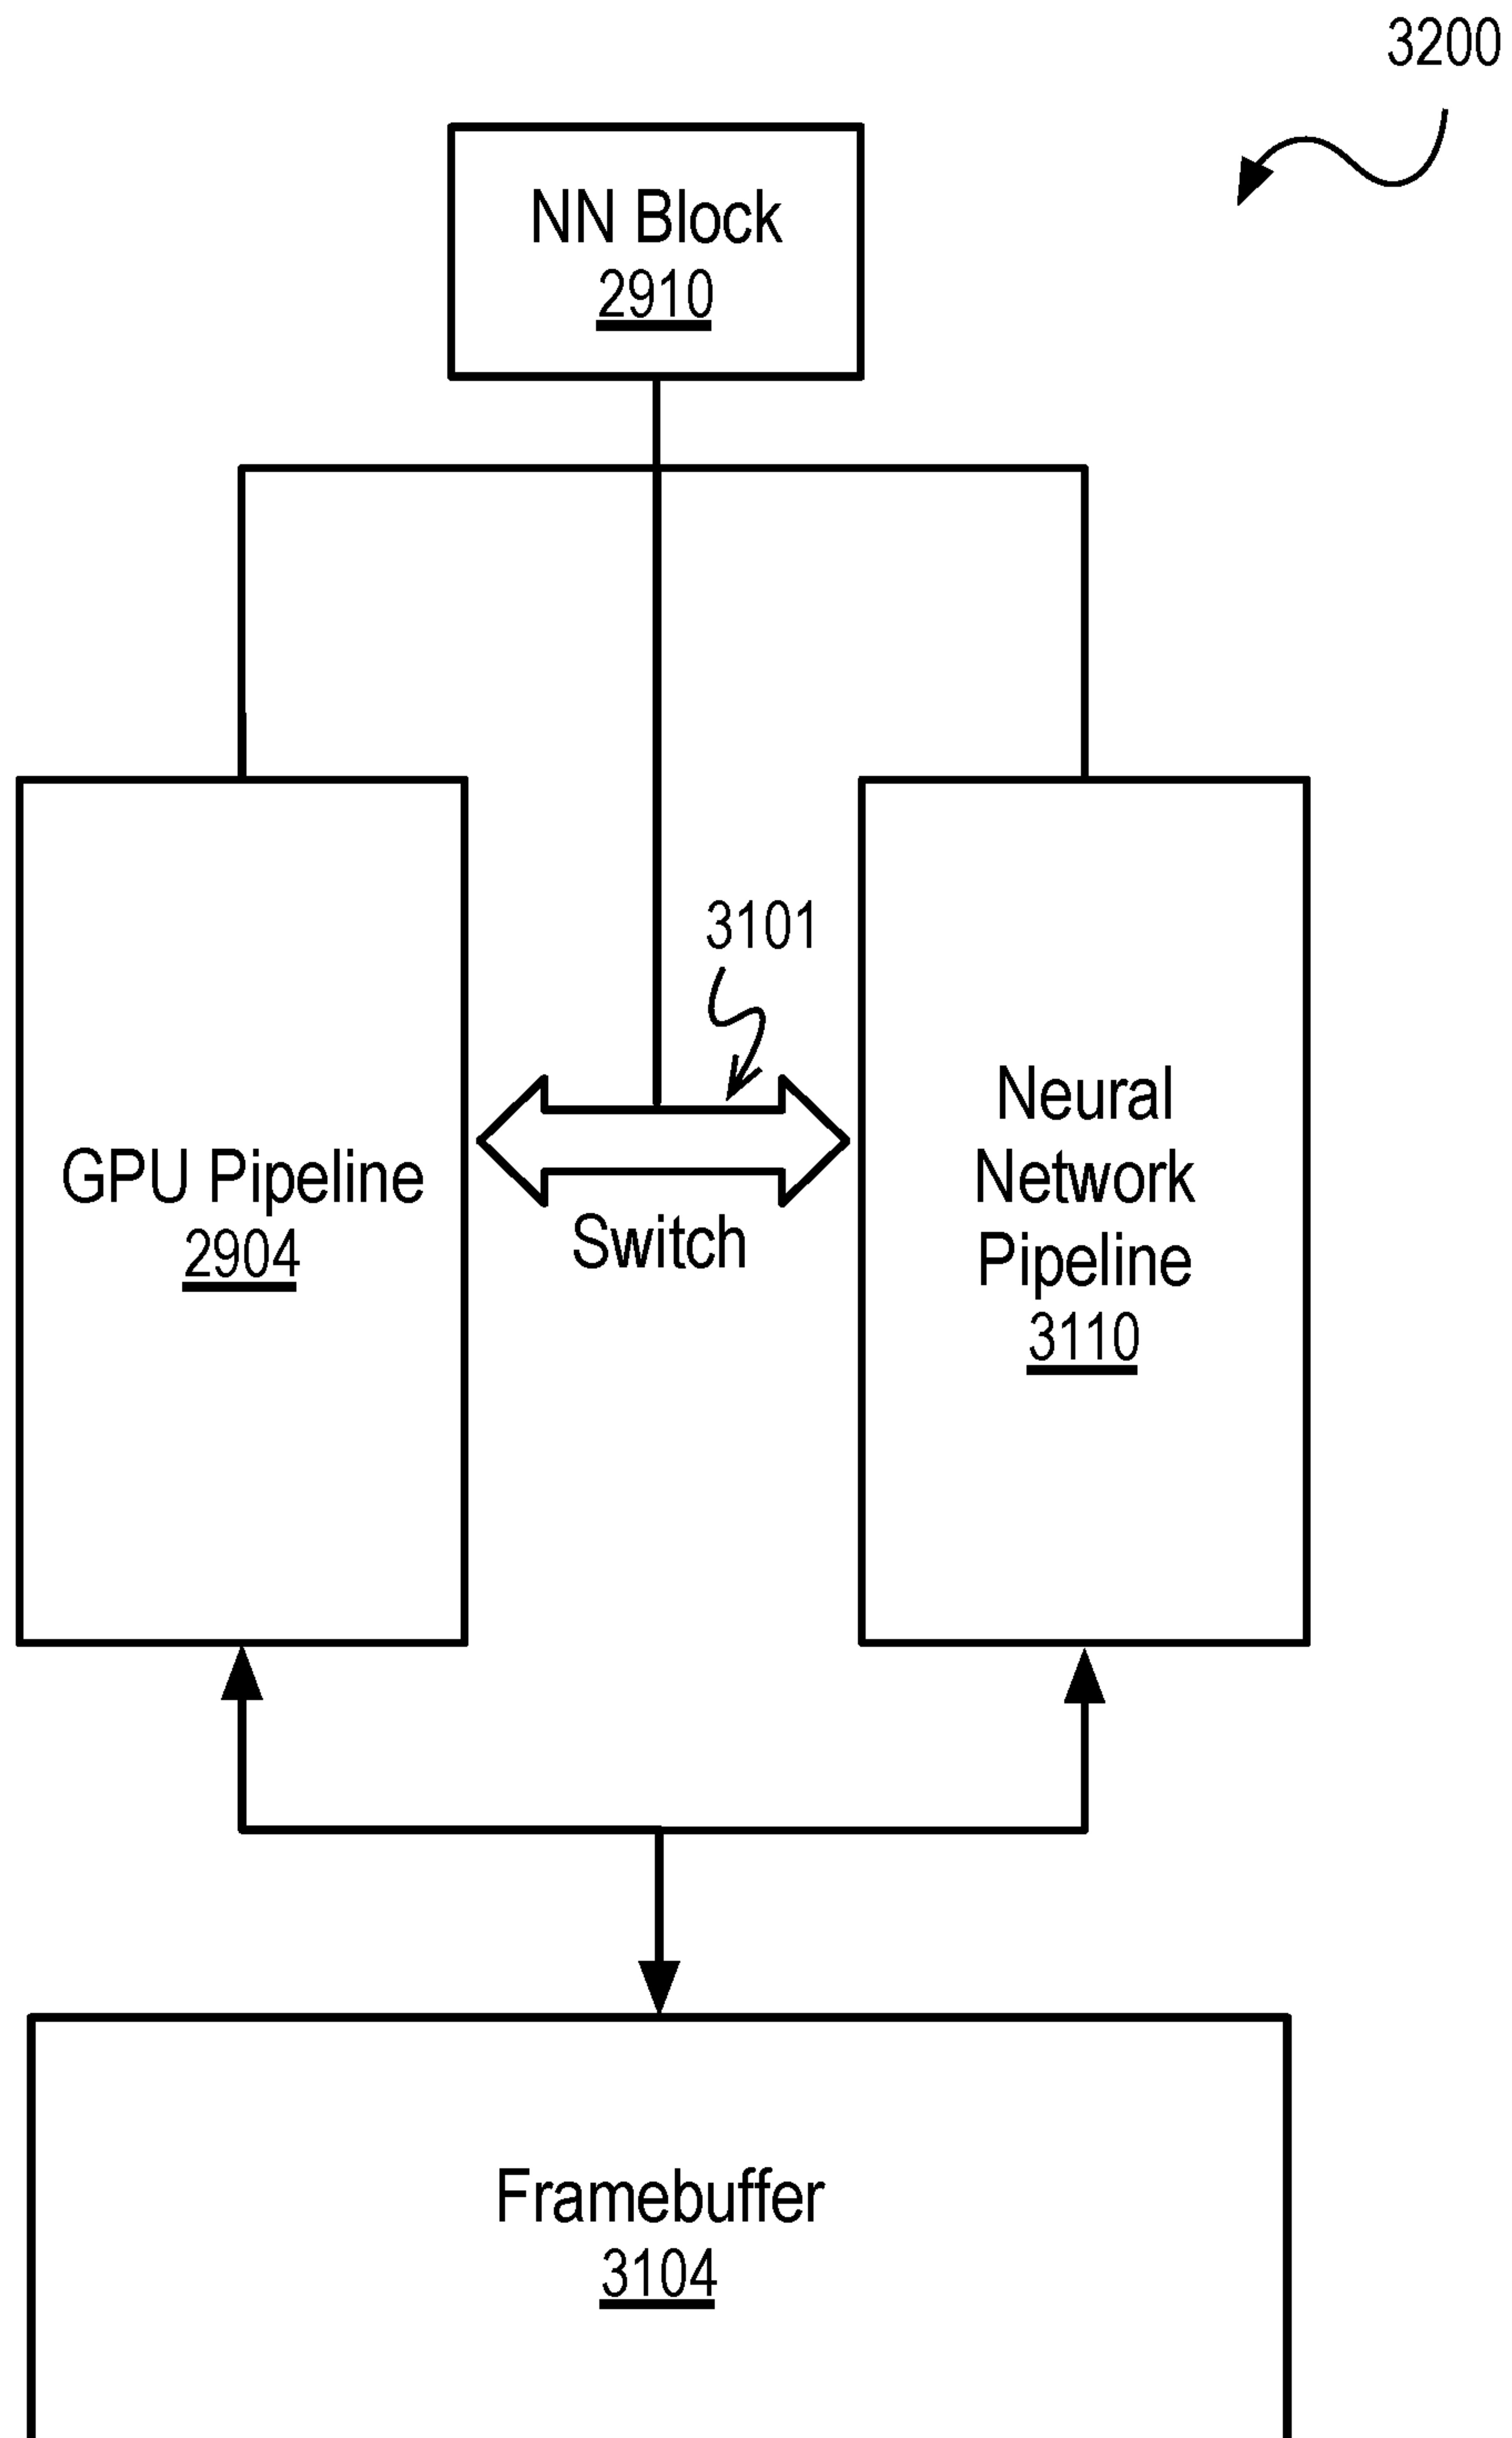 3200
NN Block
2910
3101
GPU Pipeline
2904
Switch
Neural
Network
Pipeline
3110
Framebuffer
3104